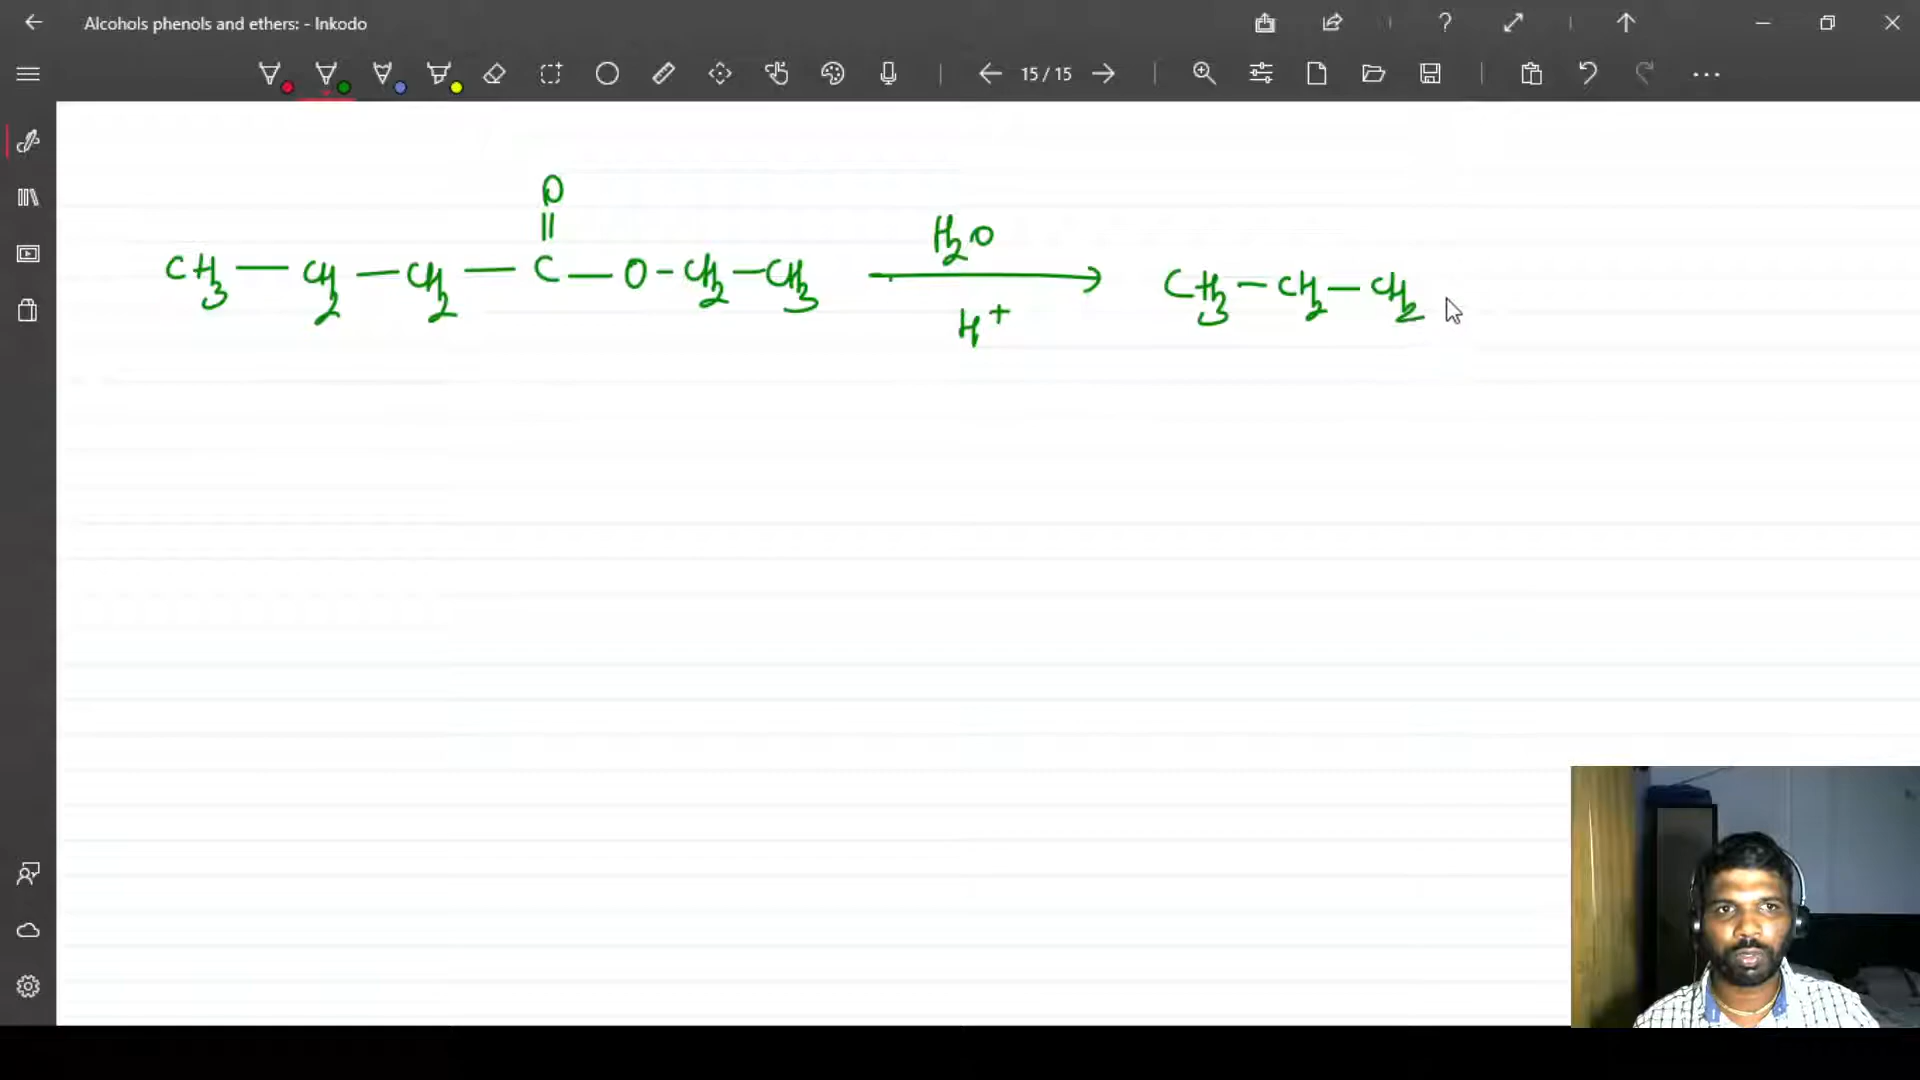 Alcohols phenols and ethers: - Inkodo
15 / 15
O
||
CH3 — CH2 — CH2 — C — O - CH2 — CH3
H2O
⟶
H+
CH3 — CH2 — CH2